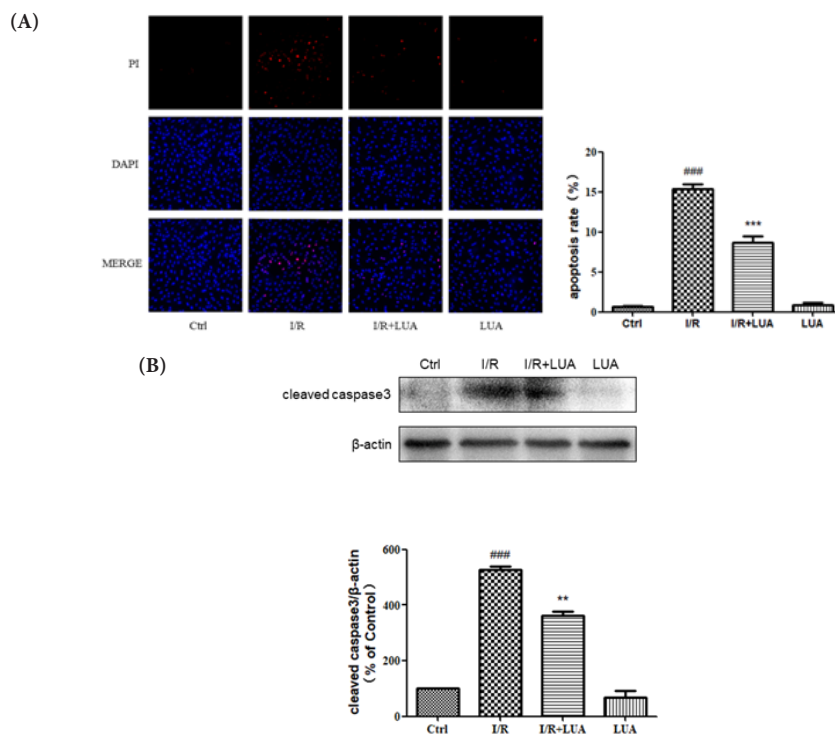 (A)
PI
DAPI
MERGE
Ctrl I/R I/R+LUA LUA
apoptosis rate (%)
20
15
10
5
0
###
***
Ctrl I/R I/R+LUA LUA
(B)
Ctrl I/R I/R+LUA LUA
cleaved caspase3
β-actin
cleaved caspase3/β-actin
(% of Control)
600
400
200
0
###
**
Ctrl I/R I/R+LUA LUA